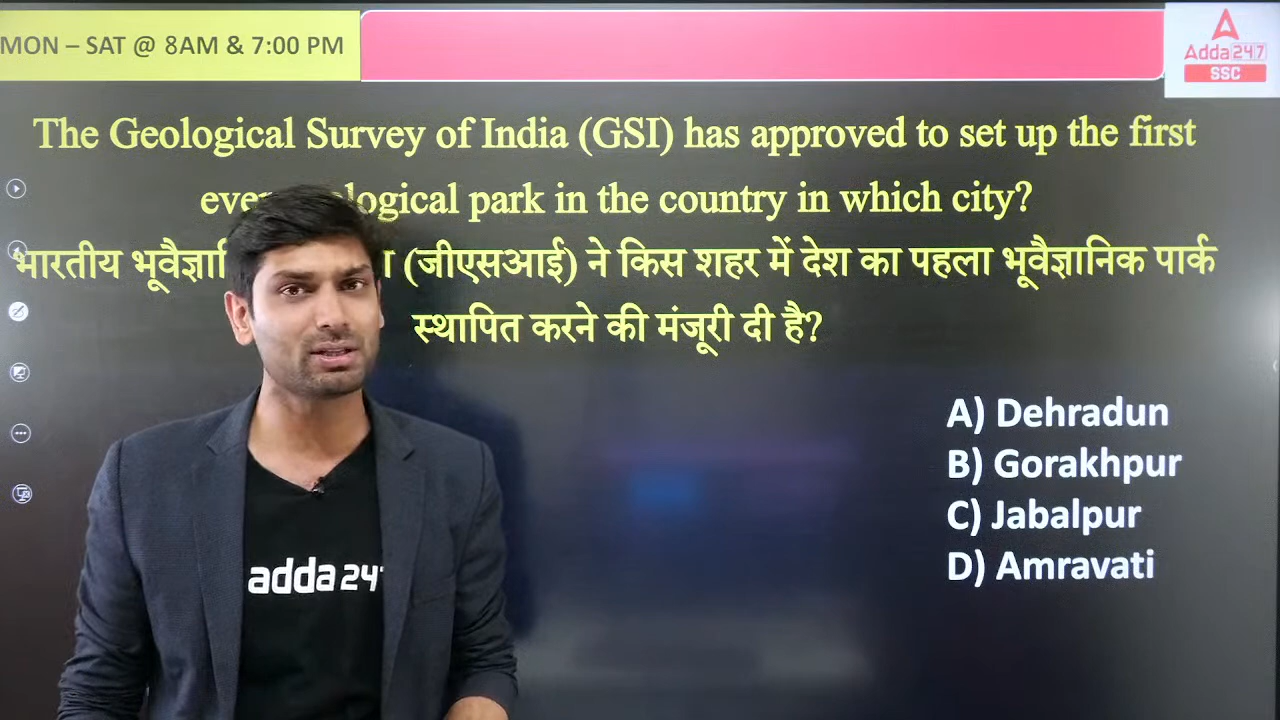 MON – SAT @ 8AM & 7:00 PM
Adda247
SSC
The Geological Survey of India (GSI) has approved to set up the first
park in the country in which city?
भारतीय (जीएसआई) ने किस शहर में देश का पहला भूवैज्ञानिक पार्क
स्थापित करने की मंजूरी दी है?
A) Dehradun
B) Gorakhpur
C) Jabalpur
D) Amravati
adda 24